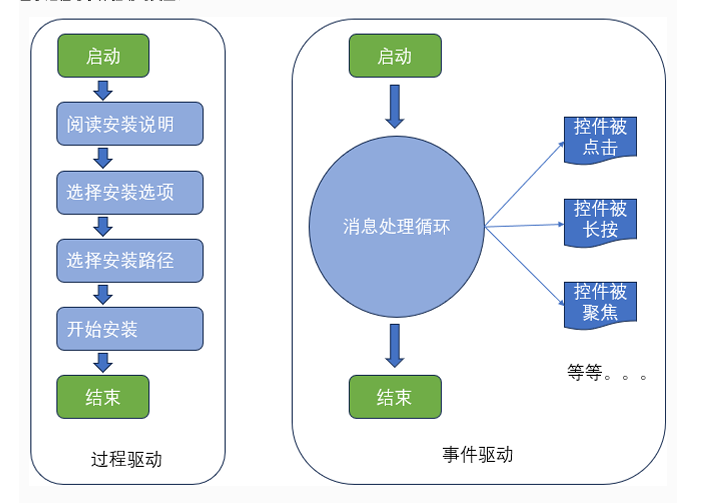 启动
阅读安装说明
选择安装选项
选择安装路径
开始安装
结束
过程驱动
启动
消息处理循环
控件被
点击
控件被
长按
控件被
聚焦
等等。。。
结束
事件驱动